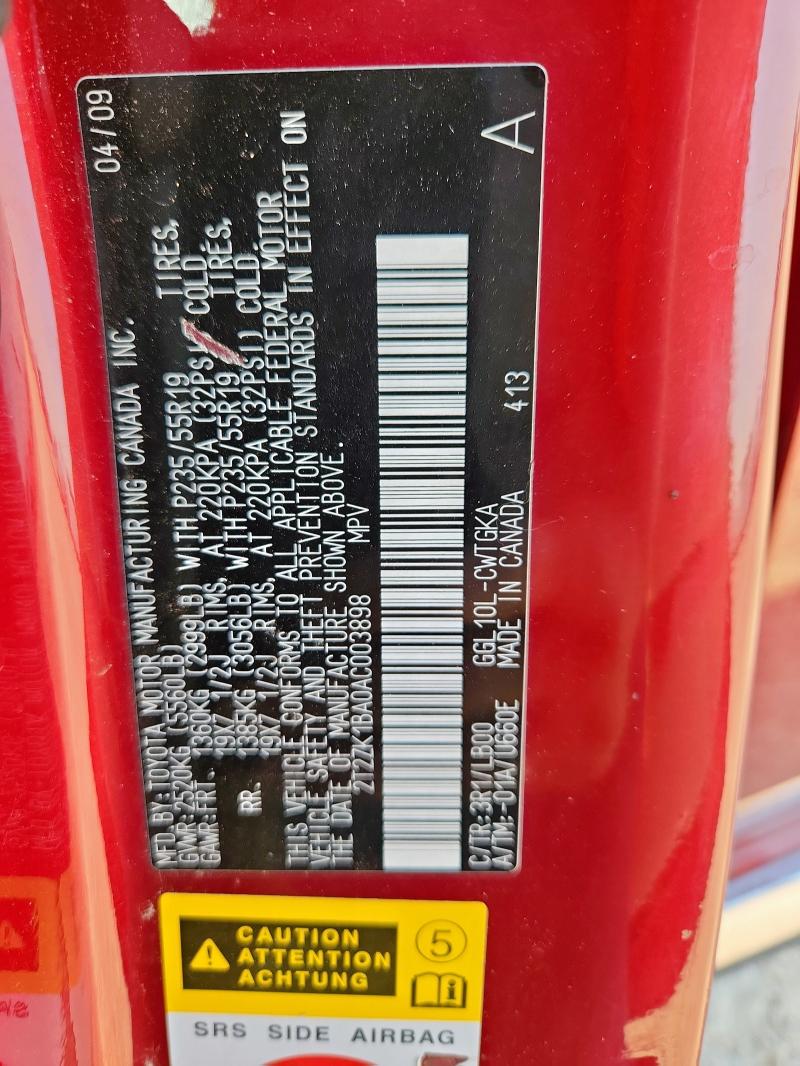 MFD BY:TOYOTA MOTOR MANUFACTURING CANADA INC. 04/09
GVWR:2520KG (5560LB)
GAWR:FRT. 1360KG (2999LB) WITH P235/55R19 TIRES,
19X7 1/2J RIMS, AT 220KPA (32PSI) COLD
RR. 1385KG (3056LB) WITH P235/55R19 TIRES,
19X7 1/2J RIMS, AT 220KPA (32PSI) COLD.
THIS VEHICLE CONFORMS TO ALL APPLICABLE FEDERAL MOTOR
VEHICLE SAFETY AND THEFT PREVENTION STANDARDS IN EFFECT ON
THE DATE OF MANUFACTURE SHOWN ABOVE.
2T2ZK1BA0AC003898 MPV
C/TR:3R1/LB00 GGL10L-CWTGKA 413
A/TM:-01A/U660E MADE IN CANADA
A
CAUTION
ATTENTION
ACHTUNG
5
SRS SIDE AIRBAG